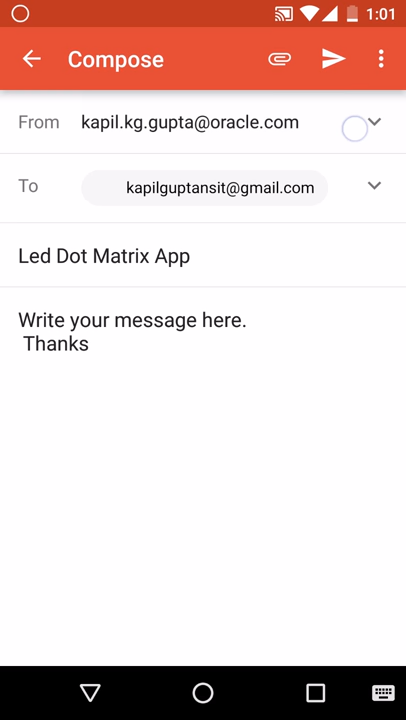 1:01
Compose
From kapil.kg.gupta@oracle.com
To kapilguptansit@gmail.com
Led Dot Matrix App
Write your message here.
Thanks